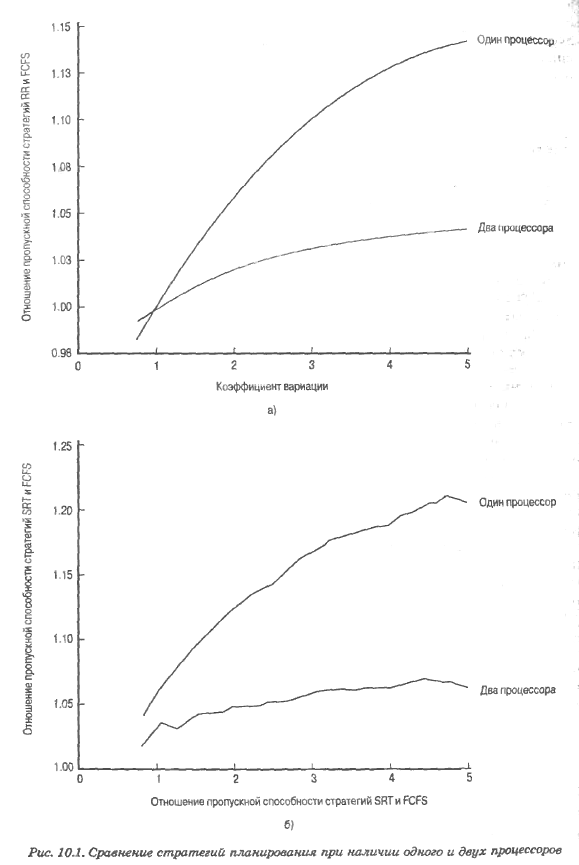 Отношение пропускной способности стратегий RR и FCFS
1.15
1.13
1.10
1.08
1.05
1.03
1.00
0.98
Один процессор
Два процессора
0 1 2 3 4 5
Коэффициент вариации
а)
Отношение пропускной способности стратегий SRT и FCFS
1.25
1.20
1.15
1.10
1.05
1.00
Один процессор
Два процессора
0 1 2 3 4 5
Отношение пропускной способности стратегий SRT и FCFS
б)
Рис. 10.1. Сравнение стратегий планирования при наличии одного и двух процессоров